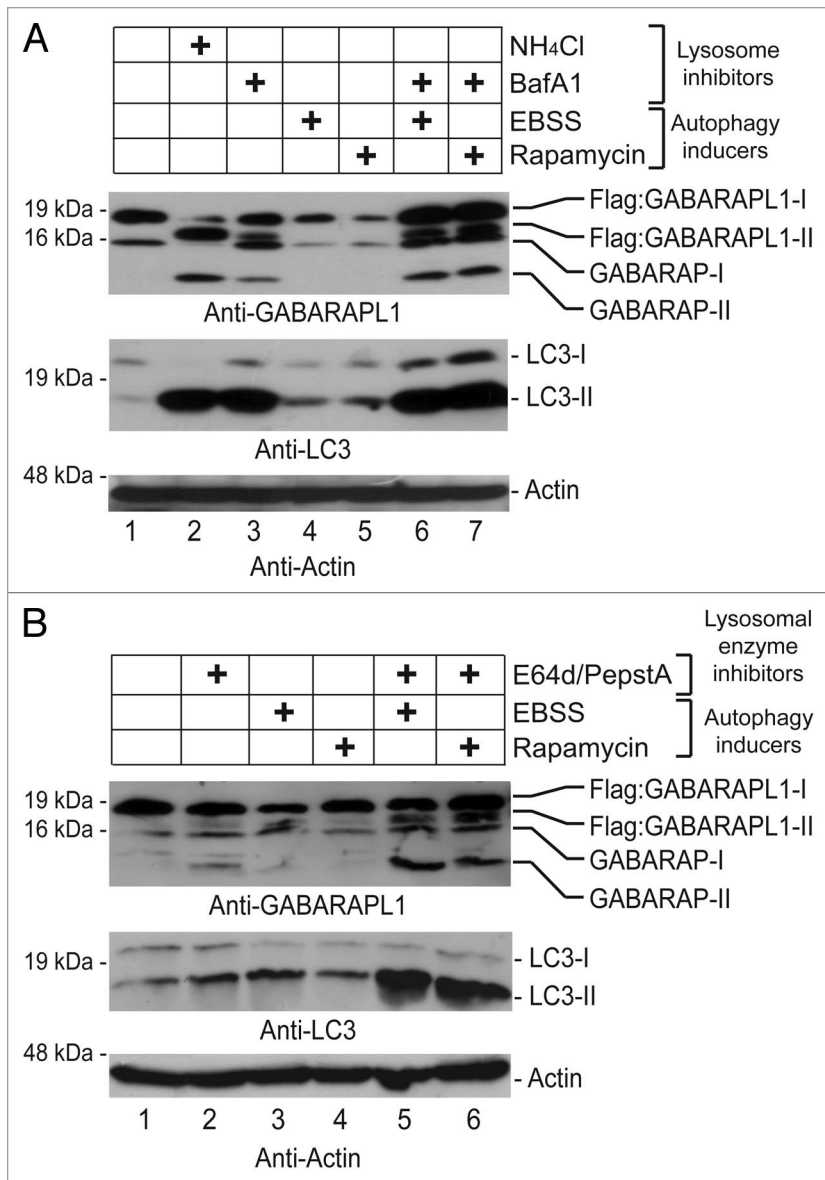 A
+ NH₄Cl
+ + + BafA1
Lysosome
inhibitors
+ + EBSS
+ + Rapamycin
Autophagy
inducers
19 kDa -
16 kDa -
Flag:GABARAPL1-I
Flag:GABARAPL1-II
GABARAP-I
GABARAP-II
Anti-GABARAPL1
19 kDa -
- LC3-I
- LC3-II
Anti-LC3
48 kDa -
- Actin
1 2 3 4 5 6 7
Anti-Actin
B
Lysosomal
enzyme
inhibitors
+ + + E64d/PepstA
+ + EBSS
+ + Rapamycin
Autophagy
inducers
19 kDa -
16 kDa -
Flag:GABARAPL1-I
Flag:GABARAPL1-II
GABARAP-I
GABARAP-II
Anti-GABARAPL1
19 kDa -
- LC3-I
- LC3-II
Anti-LC3
48 kDa -
- Actin
1 2 3 4 5 6
Anti-Actin